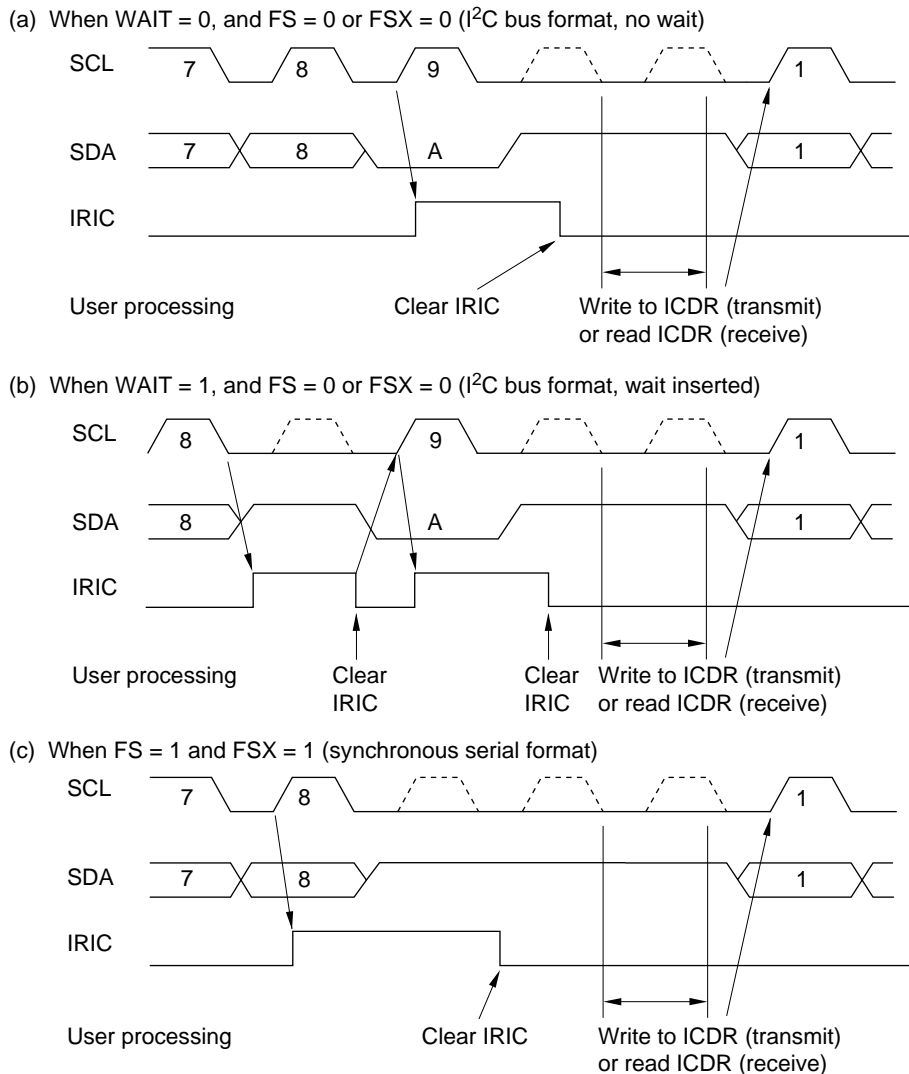 (a) When WAIT = 0, and FS = 0 or FSX = 0 (I²C bus format, no wait)
SCL 7 8 9 1
SDA 7 8 A 1
IRIC
User processing Clear IRIC Write to ICDR (transmit)
or read ICDR (receive)
(b) When WAIT = 1, and FS = 0 or FSX = 0 (I²C bus format, wait inserted)
SCL 8 9 1
SDA 8 A 1
IRIC
User processing Clear Clear Write to ICDR (transmit)
IRIC IRIC or read ICDR (receive)
(c) When FS = 1 and FSX = 1 (synchronous serial format)
SCL 7 8 1
SDA 7 8 1
IRIC
User processing Clear IRIC Write to ICDR (transmit)
or read ICDR (receive)